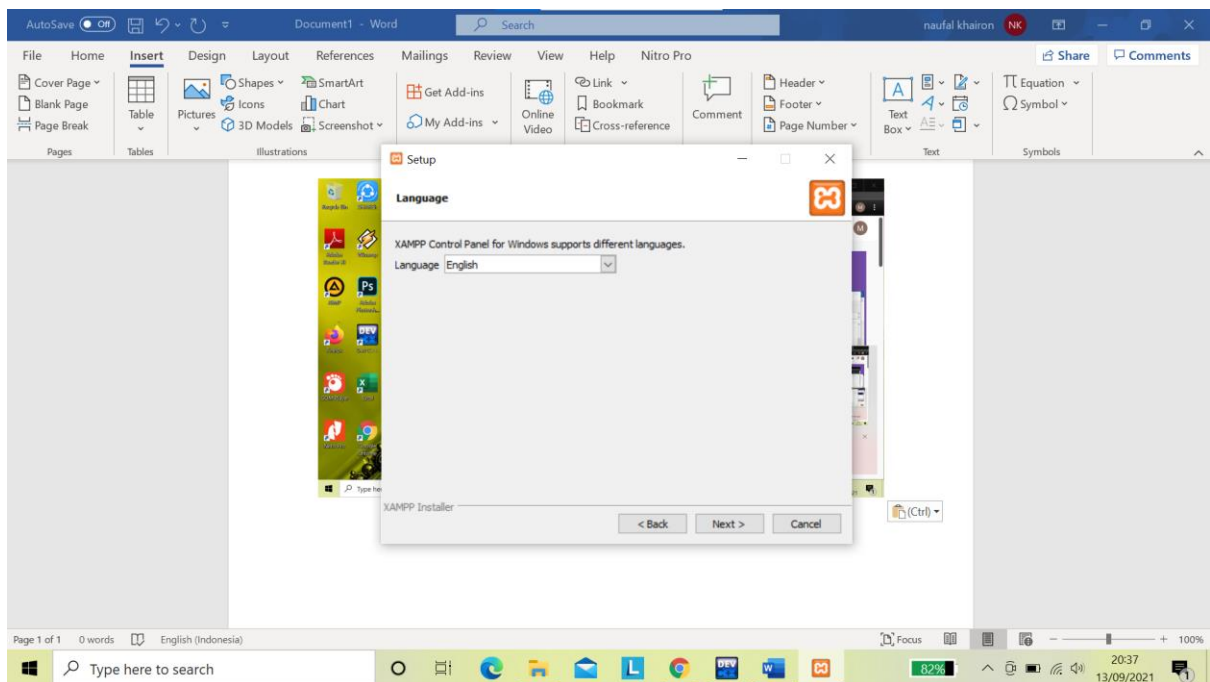 AutoSave Off Document1 - Word Search naufal khairon NK
File Home Insert Design Layout References Mailings Review View Help Nitro Pro Share Comments
Cover Page
Blank Page
Page Break
Pages
Table
Tables
Pictures
Shapes
Icons
3D Models
SmartArt
Chart
Screenshot
Illustrations
Get Add-ins
My Add-ins
Online
Video
Link
Bookmark
Cross-reference
Comment
Header
Footer
Page Number
Text
Box
Text
Equation
Symbol
Symbols
Setup
Language
XAMPP Control Panel for Windows supports different languages.
Language English
XAMPP Installer
< Back Next > Cancel
(Ctrl)
Page 1 of 1 0 words English (Indonesia) Focus 100%
Type here to search
L
DEV
W
82%
20:37
13/09/2021
1